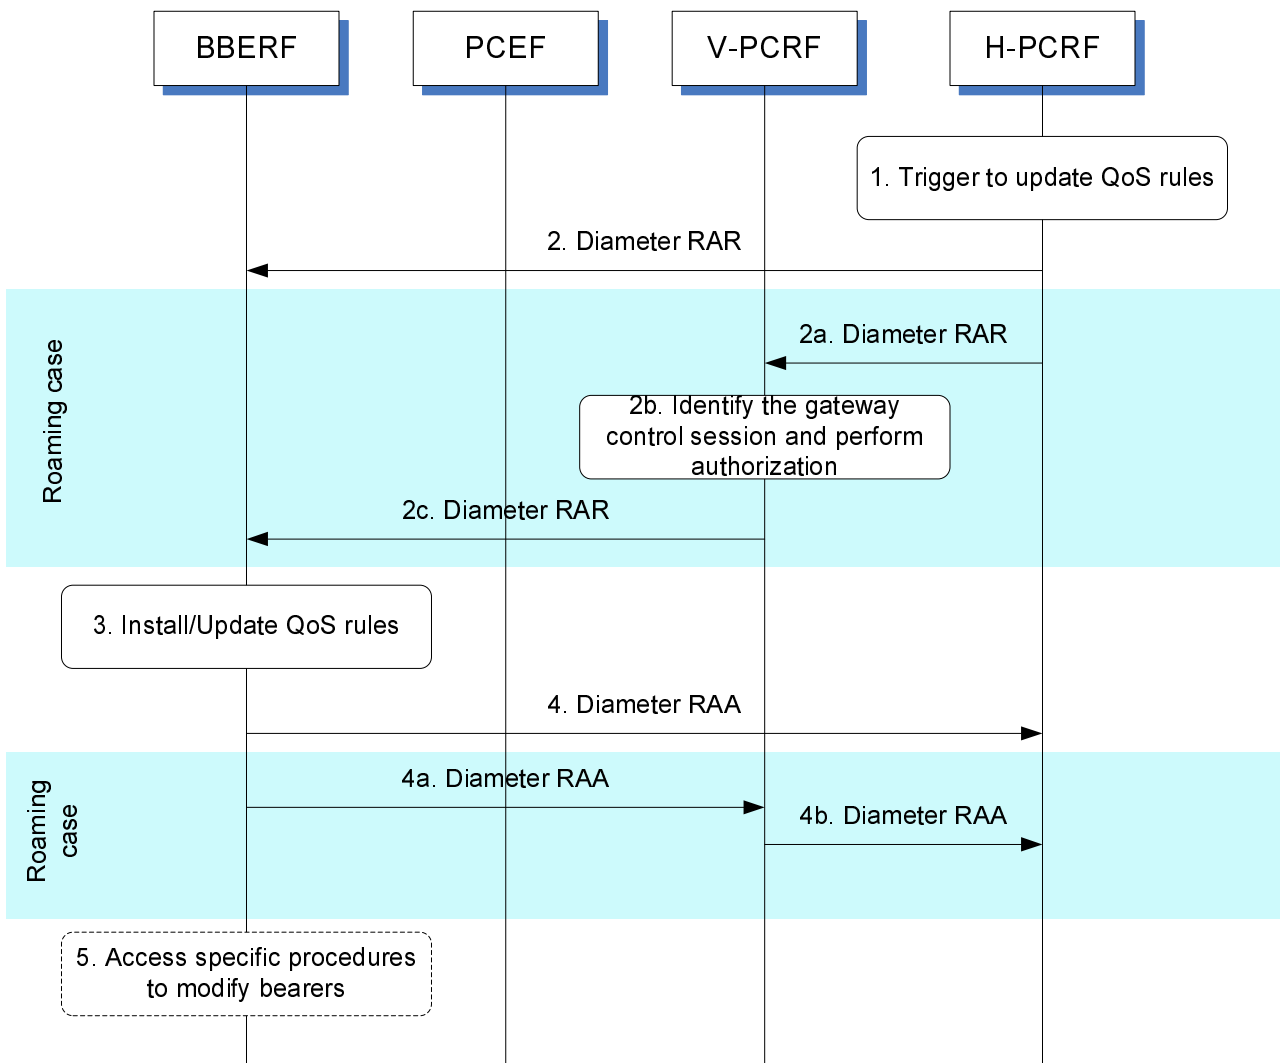 BBERF
PCEF
V-PCRF
H-PCRF
1. Trigger to update QoS rules
2. Diameter RAR
Roaming case
2a. Diameter RAR
2b. Identify the gateway
control session and perform
authorization
2c. Diameter RAR
3. Install/Update QoS rules
4. Diameter RAA
Roaming
case
4a. Diameter RAA
4b. Diameter RAA
5. Access specific procedures
to modify bearers